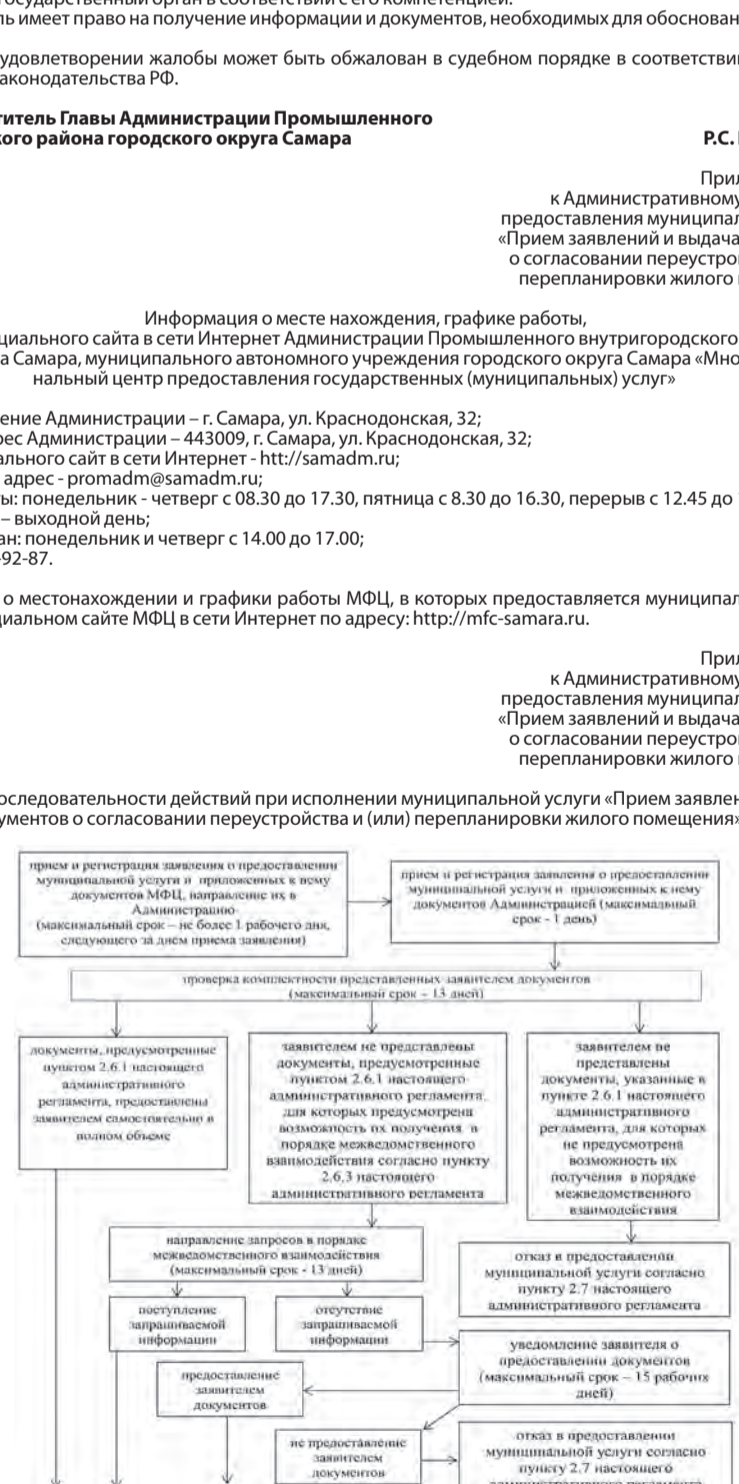 государственный орган в соответствии с его компетенцией.
ль имеет право на получение информации и документов, необходимых для обоснован
удовлетворении жалобы может быть обжалован в судебном порядке в соответстви
аконодательства РФ.
титель Главы Администрации Промышленного
кого района городского округа Самара
Р.С.
Прил
к Административному
предоставления муниципал
«Прием заявлений и выдача
о согласовании переустро
перепланировки жилого
Информация о месте нахождения, графике работы,
циального сайта в сети Интернет Администрации Промышленного внутригородского
а Самара, муниципального автономного учреждения городского округа Самара «Мно
нальный центр предоставления государственных (муниципальных) услуг»
ение Администрации – г. Самара, ул. Краснодонская, 32;
рес Администрации – 443009, г. Самара, ул. Краснодонская, 32;
ального сайт в сети Интернет - htt://samadm.ru;
адрес - promadm@samadm.ru;
ы: понедельник - четверг с 08.30 до 17.30, пятница с 8.30 до 16.30, перерыв с 12.45 до
– выходной день;
ан: понедельник и четверг с 14.00 до 17.00;
-92-87.
о местонахождении и графики работы МФЦ, в которых предоставляется муниципал
циальном сайте МФЦ в сети Интернет по адресу: http://mfc-samara.ru.
Прил
к Административному
предоставления муниципал
«Прием заявлений и выдача
о согласовании переустро
перепланировки жилого
оследовательности действий при исполнении муниципальной услуги «Прием заявлен
ументов о согласовании переустройства и (или) перепланировки жилого помещения»
прием и регистрация заявления о предоставлении
муниципальной услуги и приложенных к нему
документов МФЦ, направление их в
Администрацию
(максимальный срок – не более 1 рабочего дня,
следующего за днем приема заявления)
прием и регистрация заявления о предоставлении
муниципальной услуги и приложенных к нему
документов Администрацией (максимальный
срок - 1 день)
проверка комплектности представленных заявителем документов
(максимальный срок - 13 дней)
документы, предусмотренные
пунктом 2.6.1 настоящего
административного
регламента, предоставлены
заявителем самостоятельно в
полном объеме
заявителем не представлены
документы, предусмотренные
пунктом 2.6.1 настоящего
административного регламента,
для которых предусмотрена
возможность их получения в
порядке межведомственного
взаимодействия согласно пункту
2.6.3 настоящего
административного регламента
заявителем не
представлены
документы, указанные в
пункте 2.6.1 настоящего
административного
регламента, для которых
не предусмотрена
возможность их
получения в порядке
межведомственного
взаимодействия
направление запросов в порядке
межведомственного взаимодействия
(максимальный срок - 13 дней)
отказ в предоставлении
муниципальной услуги согласно
пункту 2.7 настоящего
административного регламента
поступление
запрашиваемой
информации
отсутствие
запрашиваемой
информации
уведомление заявителя о
предоставлении документов
(максимальный срок – 15 рабочих
дней)
предоставление
заявителем
документов
не предоставление
заявителем
документов
отказ в предоставлении
муниципальной услуги согласно
пункту 2.7 настоящего
административного регламента